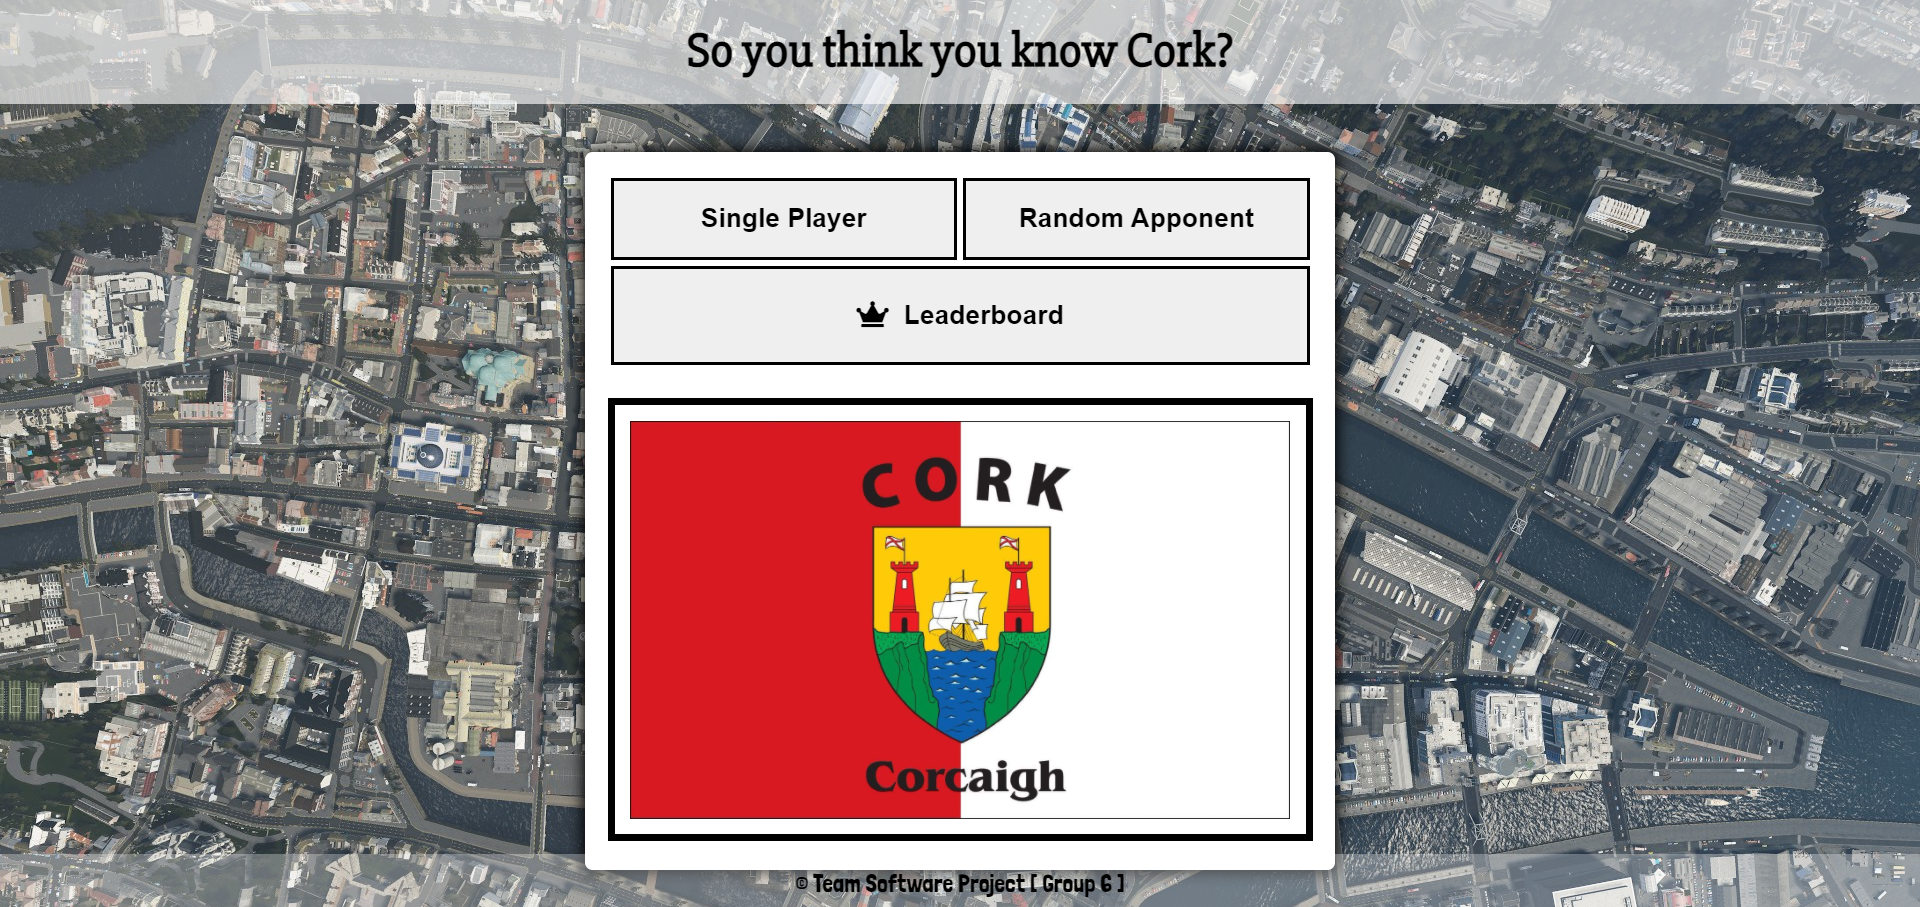 So you think you know Cork?
Single Player
Random Apponent
Leaderboard
CORK
Corcaigh
© Team Software Project [ Group 6 ]